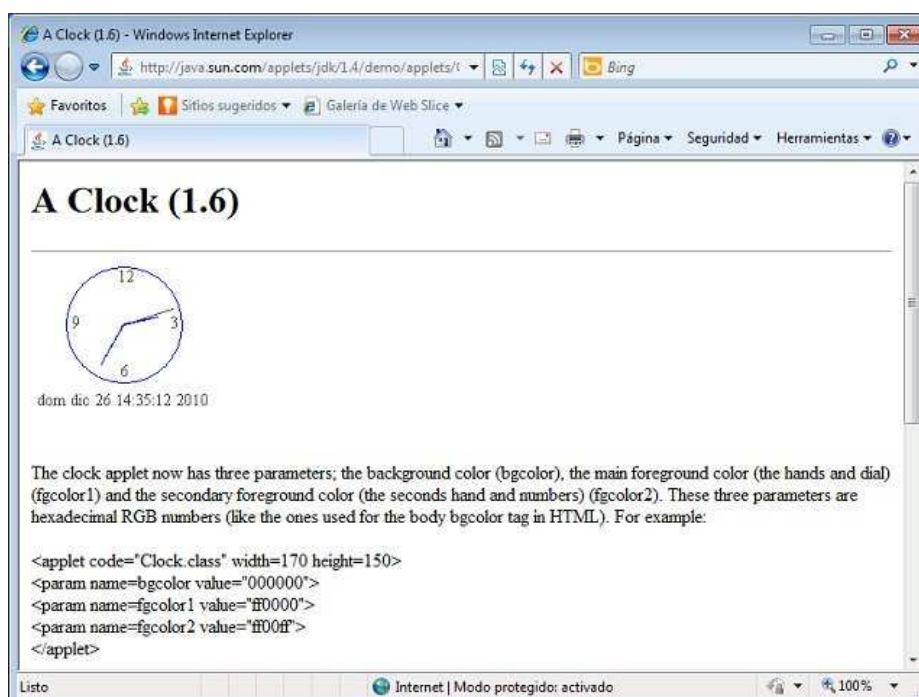 A Clock (1.6) - Windows Internet Explorer
http://java.sun.com/applets/jdk/1.4/demo/applets/
Bing
Favoritos Sitios sugeridos Galería de Web Slice
A Clock (1.6) Página Seguridad Herramientas
A Clock (1.6)
12
9 3
6
dom dic 26 14:35:12 2010
The clock applet now has three parameters; the background color (bgcolor), the main foreground color (the hands and dial)
(fgcolor1) and the secondary foreground color (the seconds hand and numbers) (fgcolor2). These three parameters are
hexadecimal RGB numbers (like the ones used for the body bgcolor tag in HTML). For example:
<applet code="Clock.class" width=170 height=150>
<param name=bgcolor value="000000">
<param name=fgcolor1 value="ff0000">
<param name=fgcolor2 value="ff00ff">
</applet>
Listo Internet | Modo protegido: activado 100%